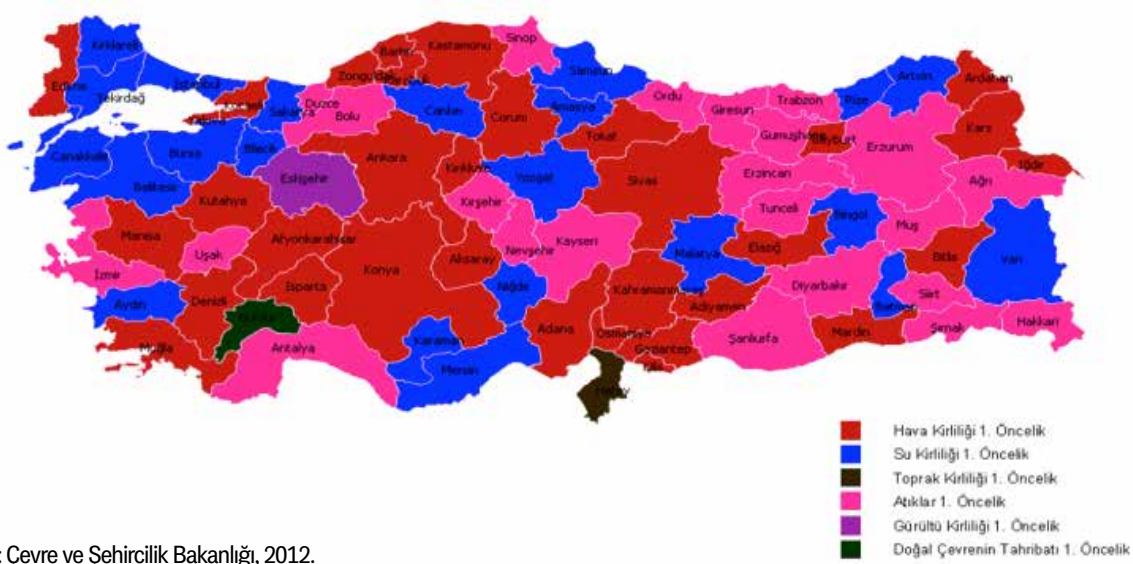 Kırklareli
Edirne
Tekirdağ
İstanbul
Kocaeli
Yalova
Sakarya
Düzce
Bolu
Zonguldak
Bartın
Karabük
Kastamonu
Sinop
Samsun
Çankırı
Çorum
Amasya
Tokat
Ordu
Giresun
Trabzon
Rize
Artvin
Ardahan
Kars
Iğdır
Gümüşhane
Bayburt
Erzurum
Erzincan
Ağrı
Çanakkale
Bursa
Bilecik
Balıkesir
Kütahya
Eskişehir
Ankara
Kırıkkale
Yozgat
Sivas
Kırşehir
Tunceli
Bingöl
Muş
Manisa
Uşak
Afyonkarahisar
Konya
Aksaray
Nevşehir
Kayseri
Malatya
Elazığ
Bitlis
Van
İzmir
Aydın
Denizli
Isparta
Niğde
Kahramanmaraş
Adıyaman
Diyarbakır
Batman
Siirt
Şırnak
Hakkari
Muğla
Antalya
Karaman
Mersin
Adana
Osmaniye
Gaziantep
Kilis
Hatay
Şanlıurfa
Mardin
Hava Kirliliği 1. Öncelik
Su Kirliliği 1. Öncelik
Toprak Kirliliği 1. Öncelik
Atıklar 1. Öncelik
Gürültü Kirliliği 1. Öncelik
Doğal Çevrenin Tahribatı 1. Öncelik
: Çevre ve Şehircilik Bakanlığı, 2012.